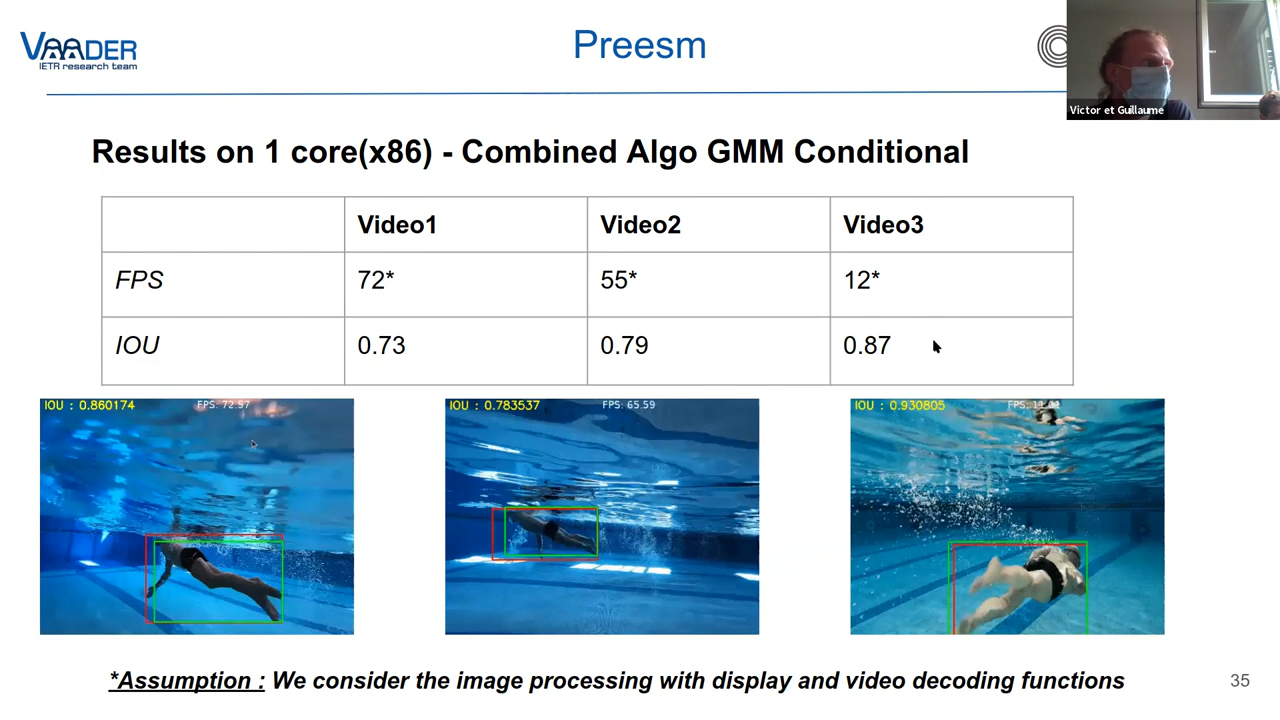 VAADER
IETR research team
Preesm
Victor et Guillaume
Results on 1 core(x86) - Combined Algo GMM Conditional
Video1 Video2 Video3
FPS 72* 55* 12*
IOU 0.73 0.79 0.87
IOU : 0.860174 FPS: 72.97
IOU : 0.783537 FPS: 65.59
IOU : 0.930805 FPS:
*Assumption : We consider the image processing with display and video decoding functions
35